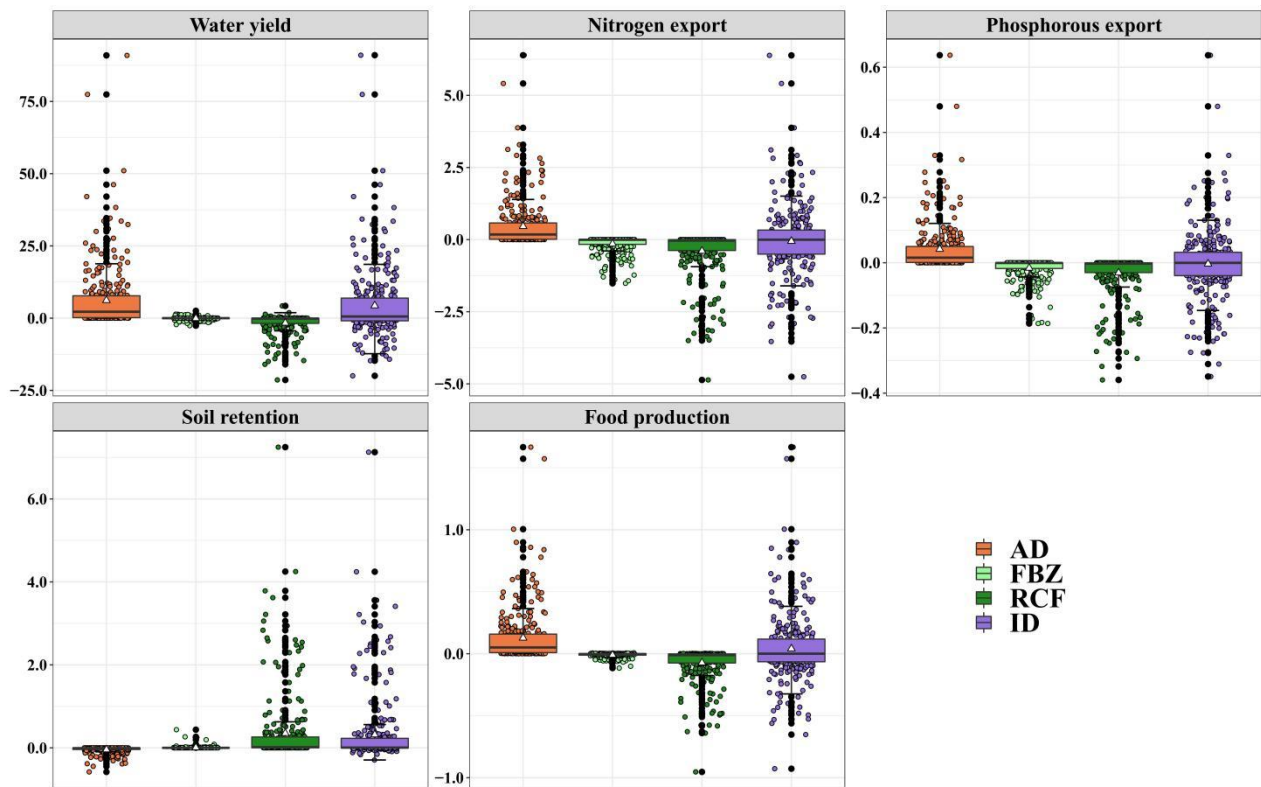 Water yield
75.0
50.0
25.0
0.0
−25.0
Nitrogen export
5.0
2.5
0.0
−2.5
−5.0
Phosphorous export
0.6
0.4
0.2
0.0
−0.2
−0.4
Soil retention
6.0
4.0
2.0
0.0
Food production
1.0
0.0
−1.0
AD
FBZ
RCF
ID